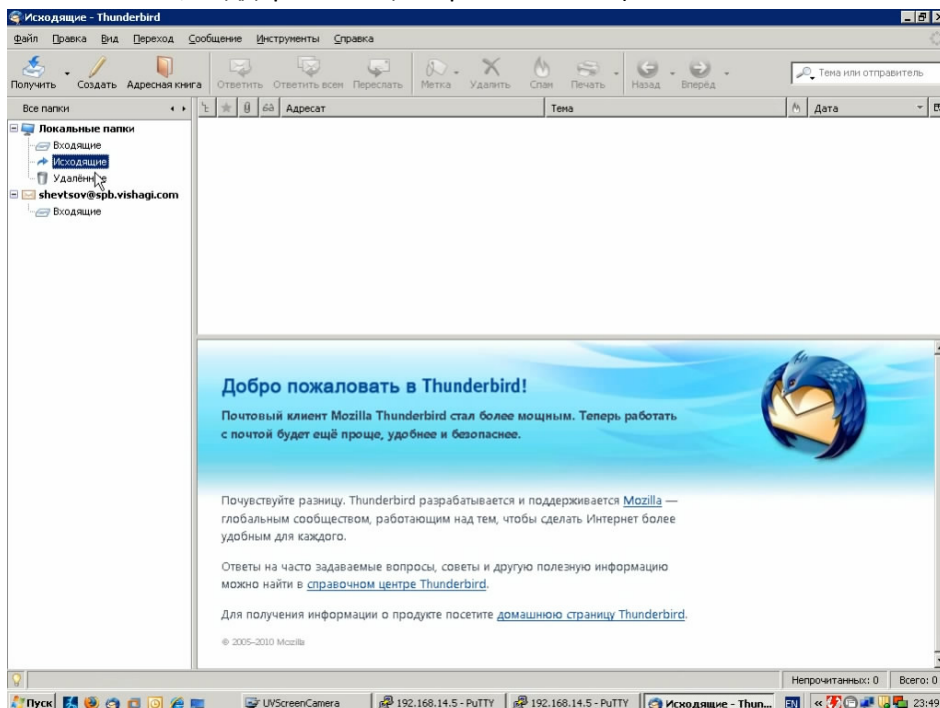 Исходящие - Thunderbird
Файл Правка Вид Переход Сообщение Инструменты Справка
Получить Создать Адресная книга Ответить Ответить всем Переслать Метка Удалить Спам Печать Назад Вперёд
Тема или отправитель
Все папки Адресат Тема Дата
Локальные папки
Входящие
Исходящие
Удалённые
shevtsov@spb.vishagi.com
Входящие
Добро пожаловать в Thunderbird!
Почтовый клиент Mozilla Thunderbird стал более мощным. Теперь работать
с почтой будет ещё проще, удобнее и безопаснее.
Почувствуйте разницу. Thunderbird разрабатывается и поддерживается Mozilla —
глобальным сообществом, работающим над тем, чтобы сделать Интернет более
удобным для каждого.
Ответы на часто задаваемые вопросы, советы и другую полезную информацию
можно найти в справочном центре Thunderbird.
Для получения информации о продукте посетите домашнюю страницу Thunderbird.
© 2005–2010 Mozilla
Непрочитанных: 0 Всего: 0
Пуск UVScreenCamera 192.168.14.5 - PuTTY 192.168.14.5 - PuTTY Исходящие - Thun... EN « 23:49